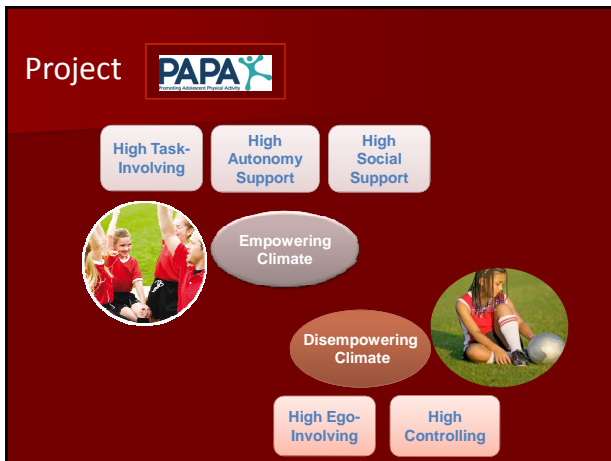 Project
PAPA
Promoting Adolescent Physical Activity
High Task-
Involving
High
Autonomy
Support
High
Social
Support
Empowering
Climate
Disempowering
Climate
High Ego-
Involving
High
Controlling